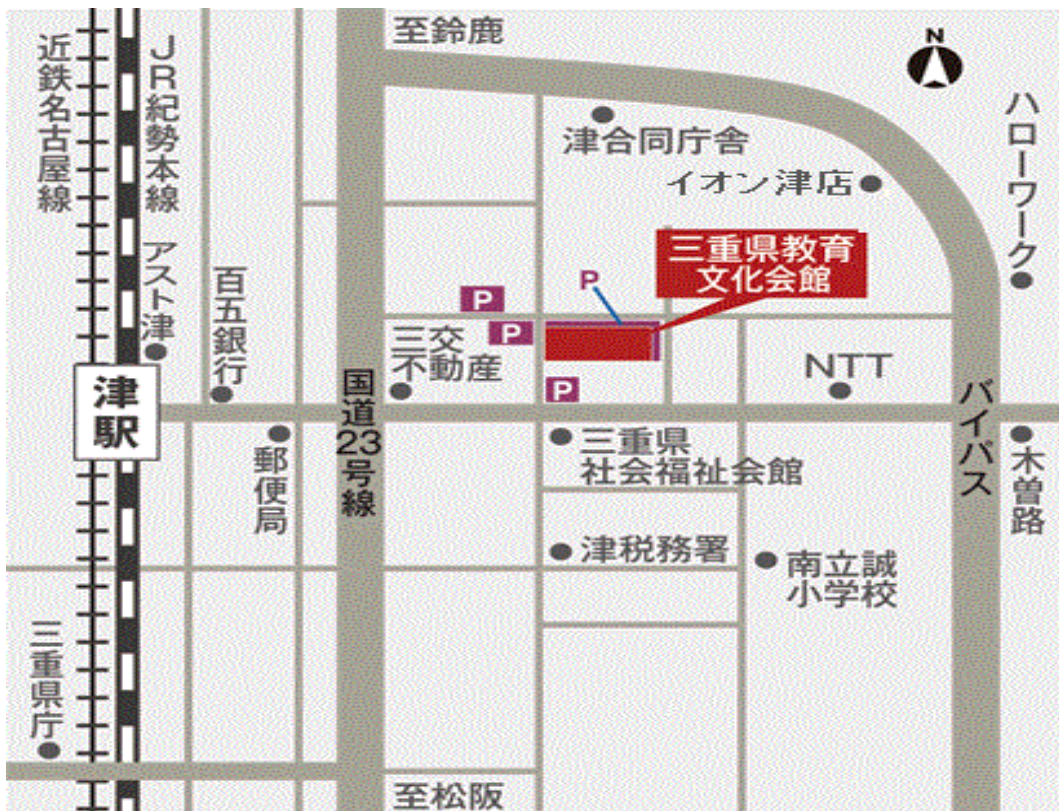 至鈴鹿
N
近鉄名古屋線
JR紀勢本線
ハローワーク
津合同庁舎
イオン津店
アスト津
百五銀行
三重県教育
文化会館
P
P
P
三交
不動産
NTT
津駅
国道23号線
P
バイパス
郵便局
三重県
社会福祉会館
木曽路
津税務署
南立誠
小学校
三重県庁
至松阪